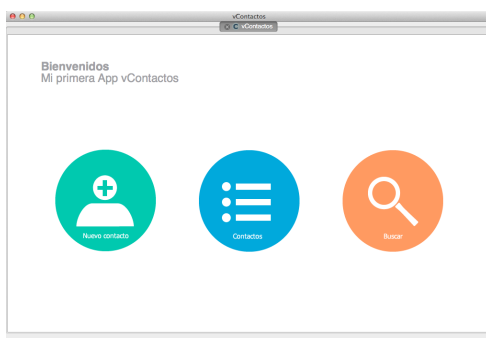 vContactos
vContactos
Bienvenidos
Mi primera App vContactos
Nuevo contacto
Contactos
Buscar